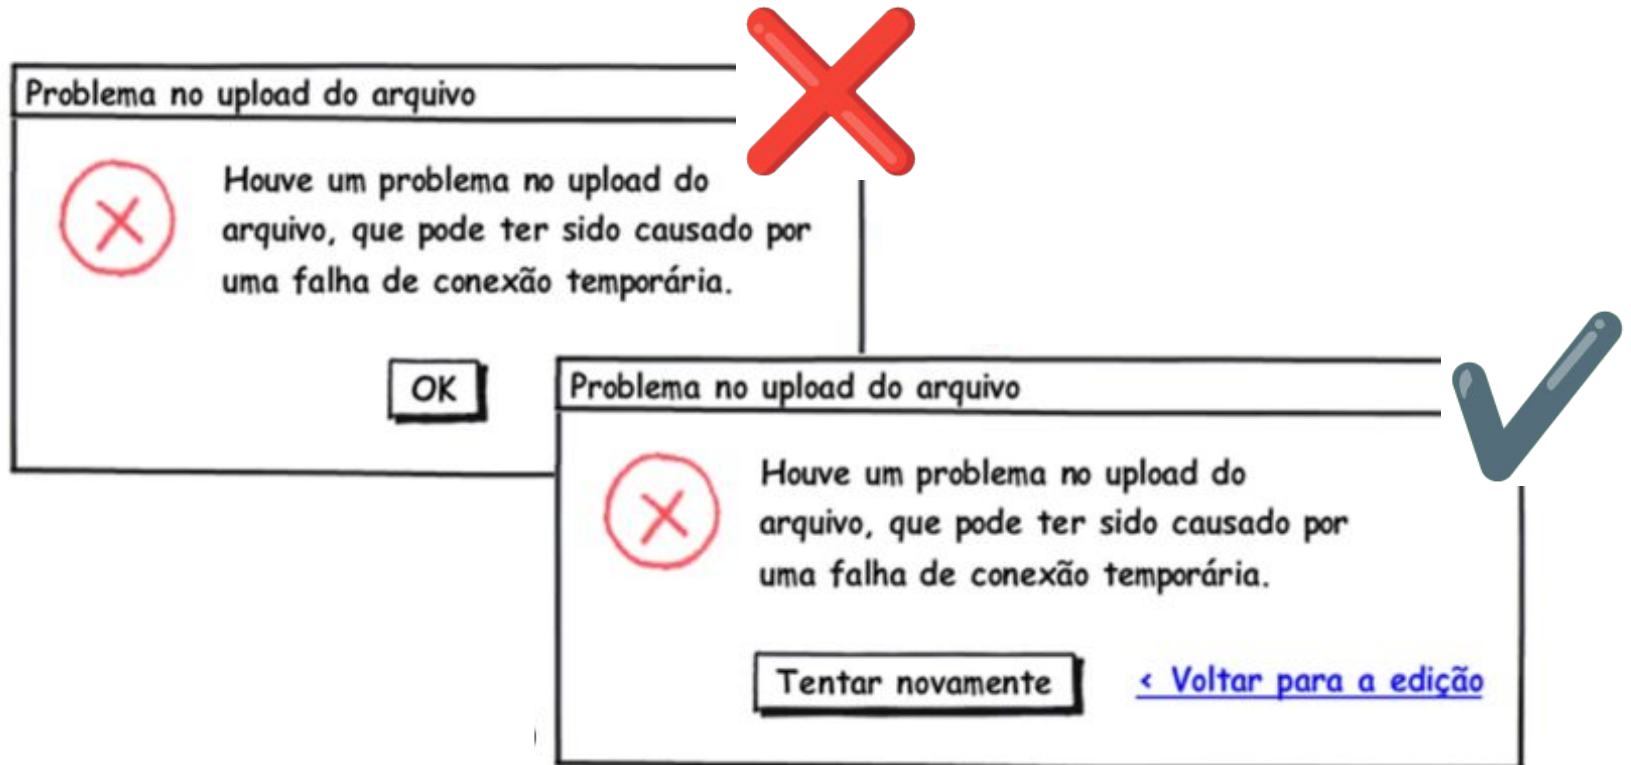 Problema no upload do arquivo
Houve um problema no upload do
arquivo, que pode ter sido causado por
uma falha de conexão temporária.
OK
Problema no upload do arquivo
Houve um problema no upload do
arquivo, que pode ter sido causado por
uma falha de conexão temporária.
Tentar novamente
< Voltar para a edição